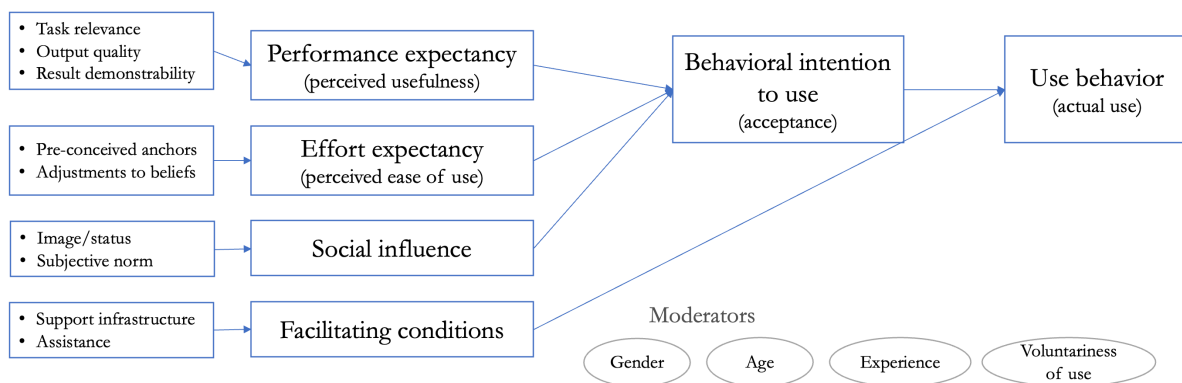 • Task relevance
• Output quality
• Result demonstrability
Performance expectancy
(perceived usefulness)
Behavioral intention
to use
(acceptance)
Use behavior
(actual use)
• Pre-conceived anchors
• Adjustments to beliefs
Effort expectancy
(perceived ease of use)
• Image/status
• Subjective norm
Social influence
• Support infrastructure
• Assistance
Facilitating conditions
Moderators
Gender
Age
Experience
Voluntariness
of use